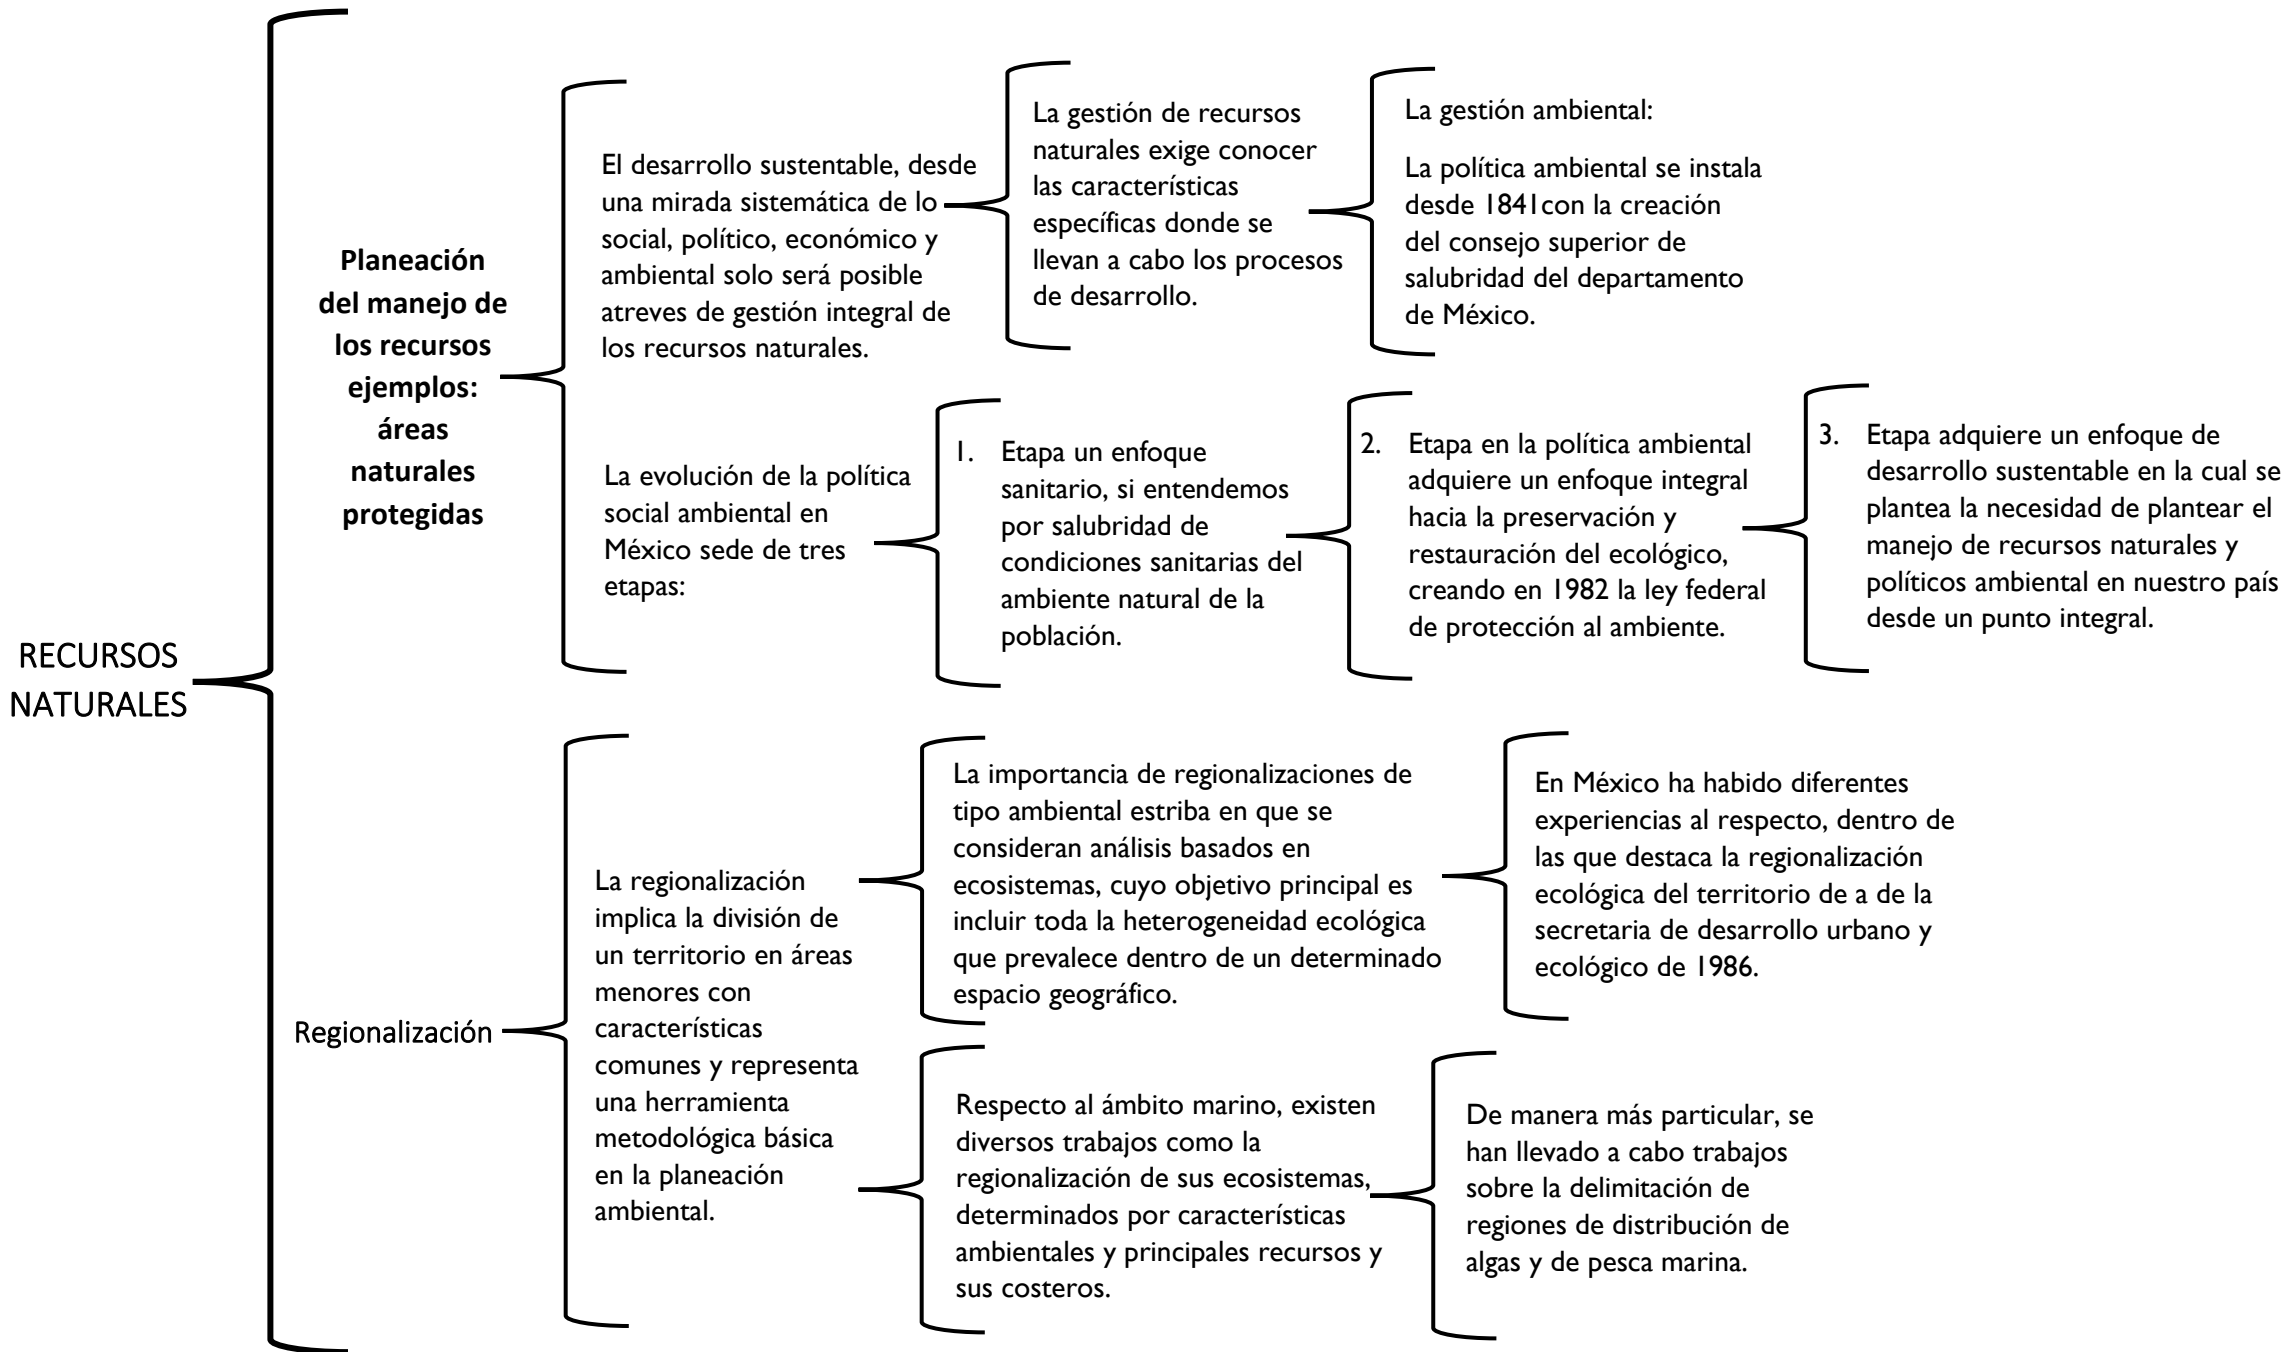 RECURSOS
NATURALES
Planeación
del manejo de
los recursos
ejemplos:
áreas
naturales
protegidas
El desarrollo sustentable, desde
una mirada sistemática de lo
social, político, económico y
ambiental solo será posible
atreves de gestión integral de
los recursos naturales.
La gestión de recursos
naturales exige conocer
las características
específicas donde se
llevan a cabo los procesos
de desarrollo.
La gestión ambiental:
La política ambiental se instala
desde 1841con la creación
del consejo superior de
salubridad del departamento
de México.
La evolución de la política
social ambiental en
México sede de tres
etapas:
1. Etapa un enfoque
sanitario, si entendemos
por salubridad de
condiciones sanitarias del
ambiente natural de la
población.
2. Etapa en la política ambiental
adquiere un enfoque integral
hacia la preservación y
restauración del ecológico,
creando en 1982 la ley federal
de protección al ambiente.
3. Etapa adquiere un enfoque de
desarrollo sustentable en la cual se
plantea la necesidad de plantear el
manejo de recursos naturales y
políticos ambiental en nuestro país
desde un punto integral.
Regionalización
La regionalización
implica la división de
un territorio en áreas
menores con
características
comunes y representa
una herramienta
metodológica básica
en la planeación
ambiental.
La importancia de regionalizaciones de
tipo ambiental estriba en que se
consideran análisis basados en
ecosistemas, cuyo objetivo principal es
incluir toda la heterogeneidad ecológica
que prevalece dentro de un determinado
espacio geográfico.
En México ha habido diferentes
experiencias al respecto, dentro de
las que destaca la regionalización
ecológica del territorio de a de la
secretaria de desarrollo urbano y
ecológico de 1986.
Respecto al ámbito marino, existen
diversos trabajos como la
regionalización de sus ecosistemas,
determinados por características
ambientales y principales recursos y
sus costeros.
De manera más particular, se
han llevado a cabo trabajos
sobre la delimitación de
regiones de distribución de
algas y de pesca marina.